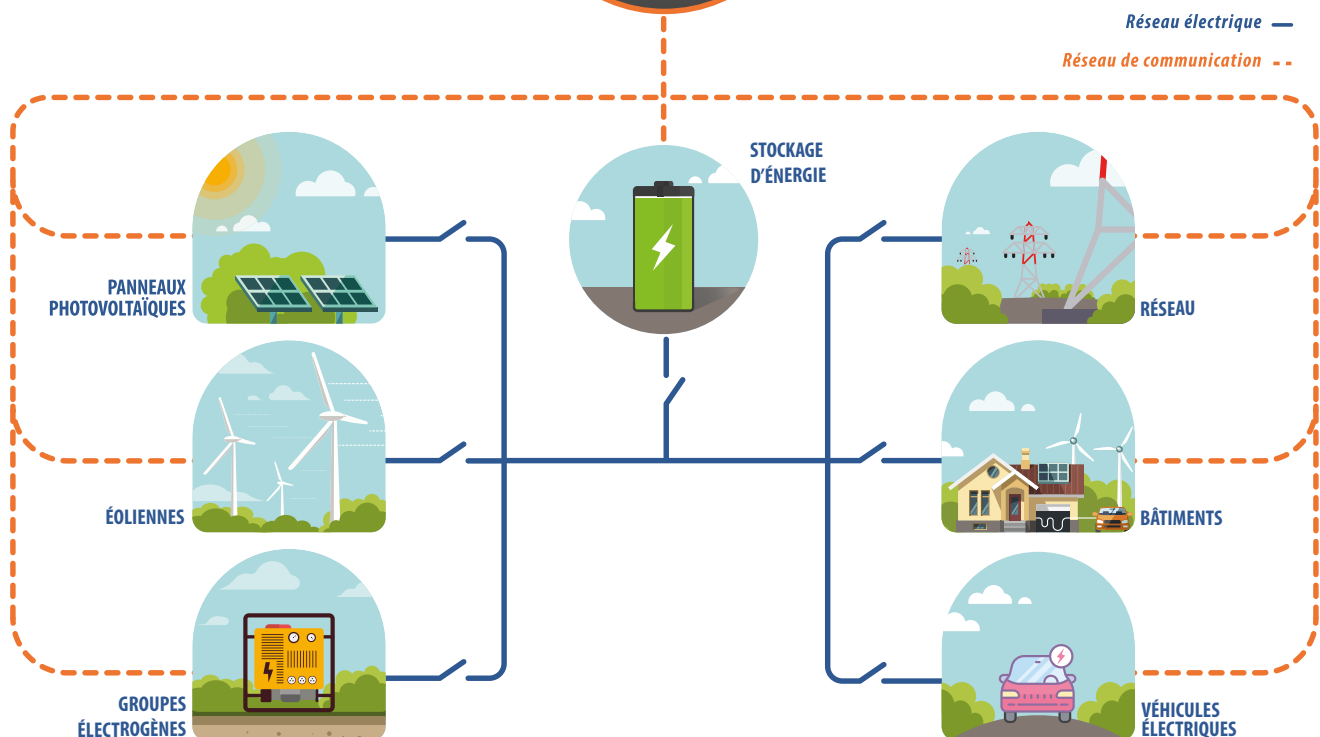 Réseau électrique
Réseau de communication
STOCKAGE
D'ÉNERGIE
PANNEAUX
PHOTOVOLTAÏQUES
RÉSEAU
ÉOLIENNES
BÂTIMENTS
GROUPES
ÉLECTROGÈNES
VÉHICULES
ÉLECTRIQUES